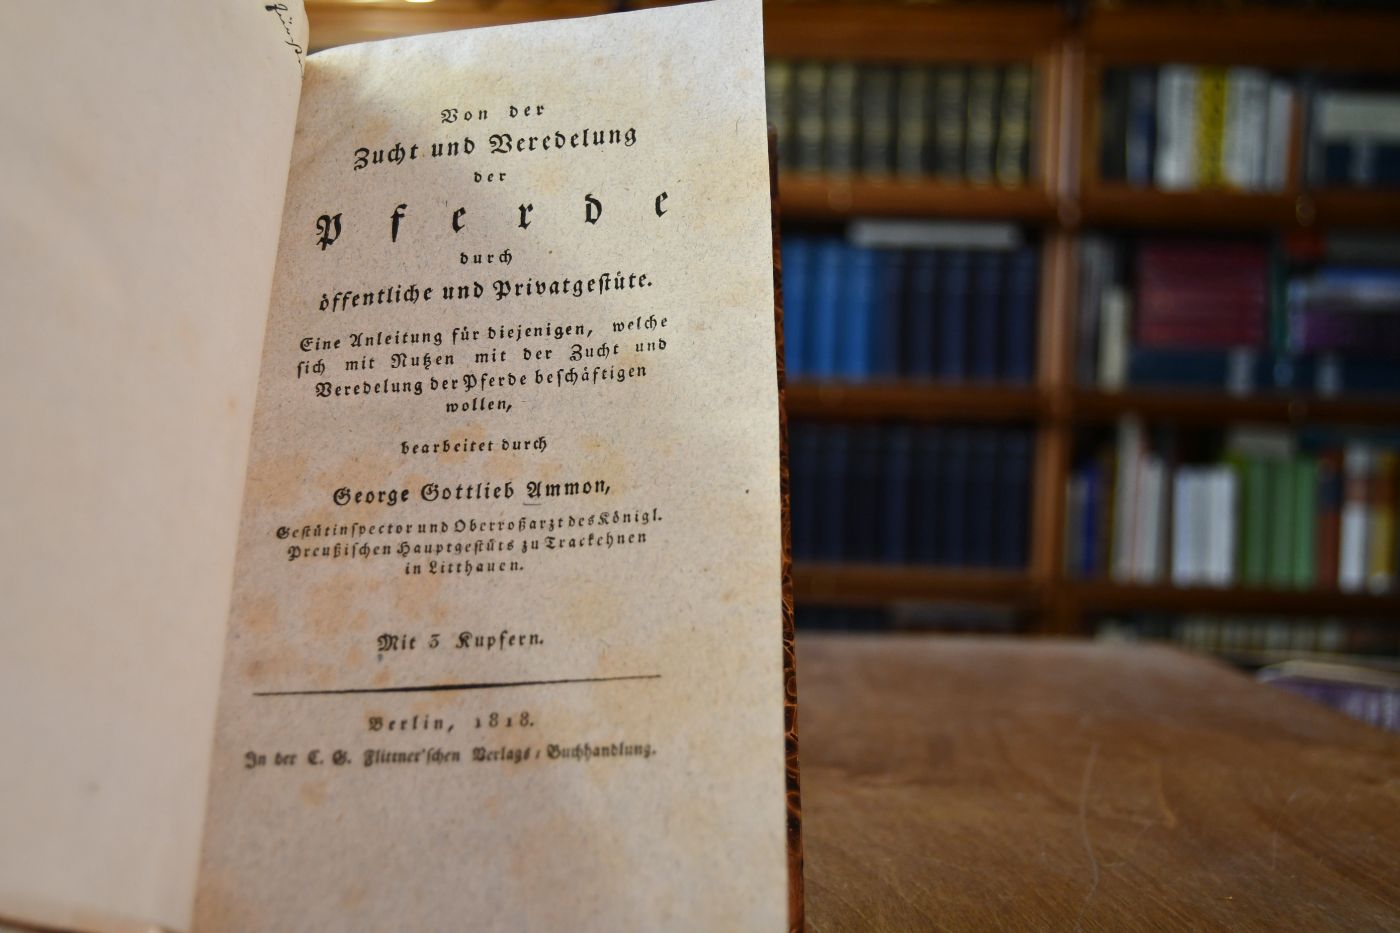 Von der
Zucht und Veredelung
der
Pferde
durch
öffentliche und Privatgestüte.
Eine Anleitung für diejenigen, welche
sich mit Nutzen mit der Zucht und
Veredelung der Pferde beschäftigen
wollen,
bearbeitet durch
George Gottlieb Ammon,
Gestütinspector und Oberroßarzt des Königl.
Preußischen Hauptgestüts zu Trackehnen
in Litthauen.
Mit 3 Kupfern.
Berlin, 1818.
In der C. G. Flittner'schen Verlags-Buchhandlung.